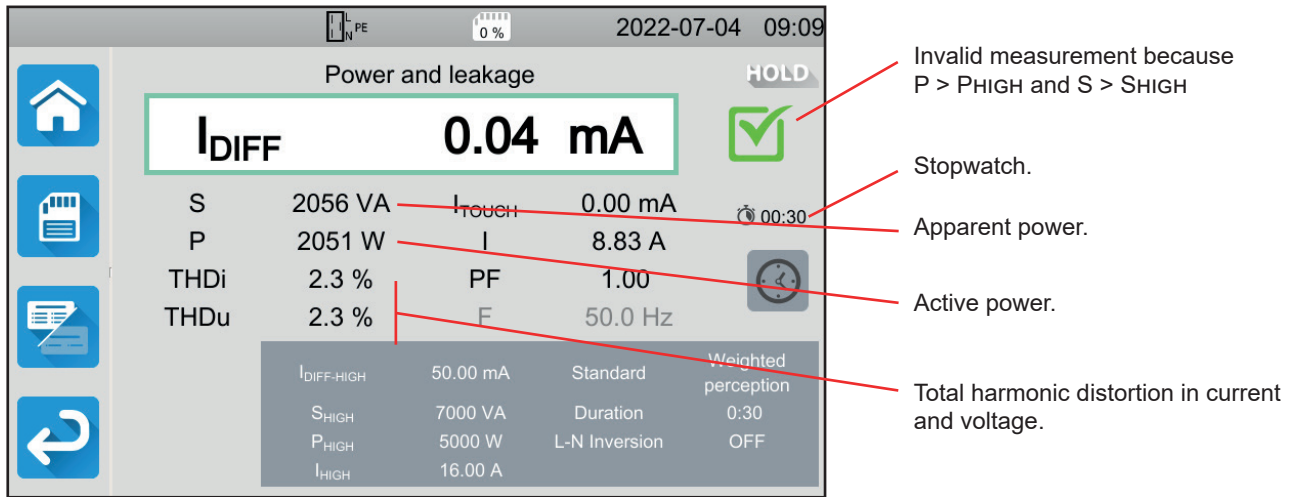 L PE N 0 % 2022-07-04 09:09
Power and leakage HOLD
IDIFF 0.04 mA
S 2056 VA ITOUCH 0.00 mA 00:30
P 2051 W I 8.83 A
THDi 2.3 % PF 1.00
THDu 2.3 % F 50.0 Hz
IDIFF-HIGH 50.00 mA Standard Weighted
perception
SHIGH 7000 VA Duration 0:30
PHIGH 5000 W L-N Inversion OFF
IHIGH 16.00 A
Invalid measurement because
P > PHIGH and S > SHIGH
Stopwatch.
Apparent power.
Active power.
Total harmonic distortion in current
and voltage.